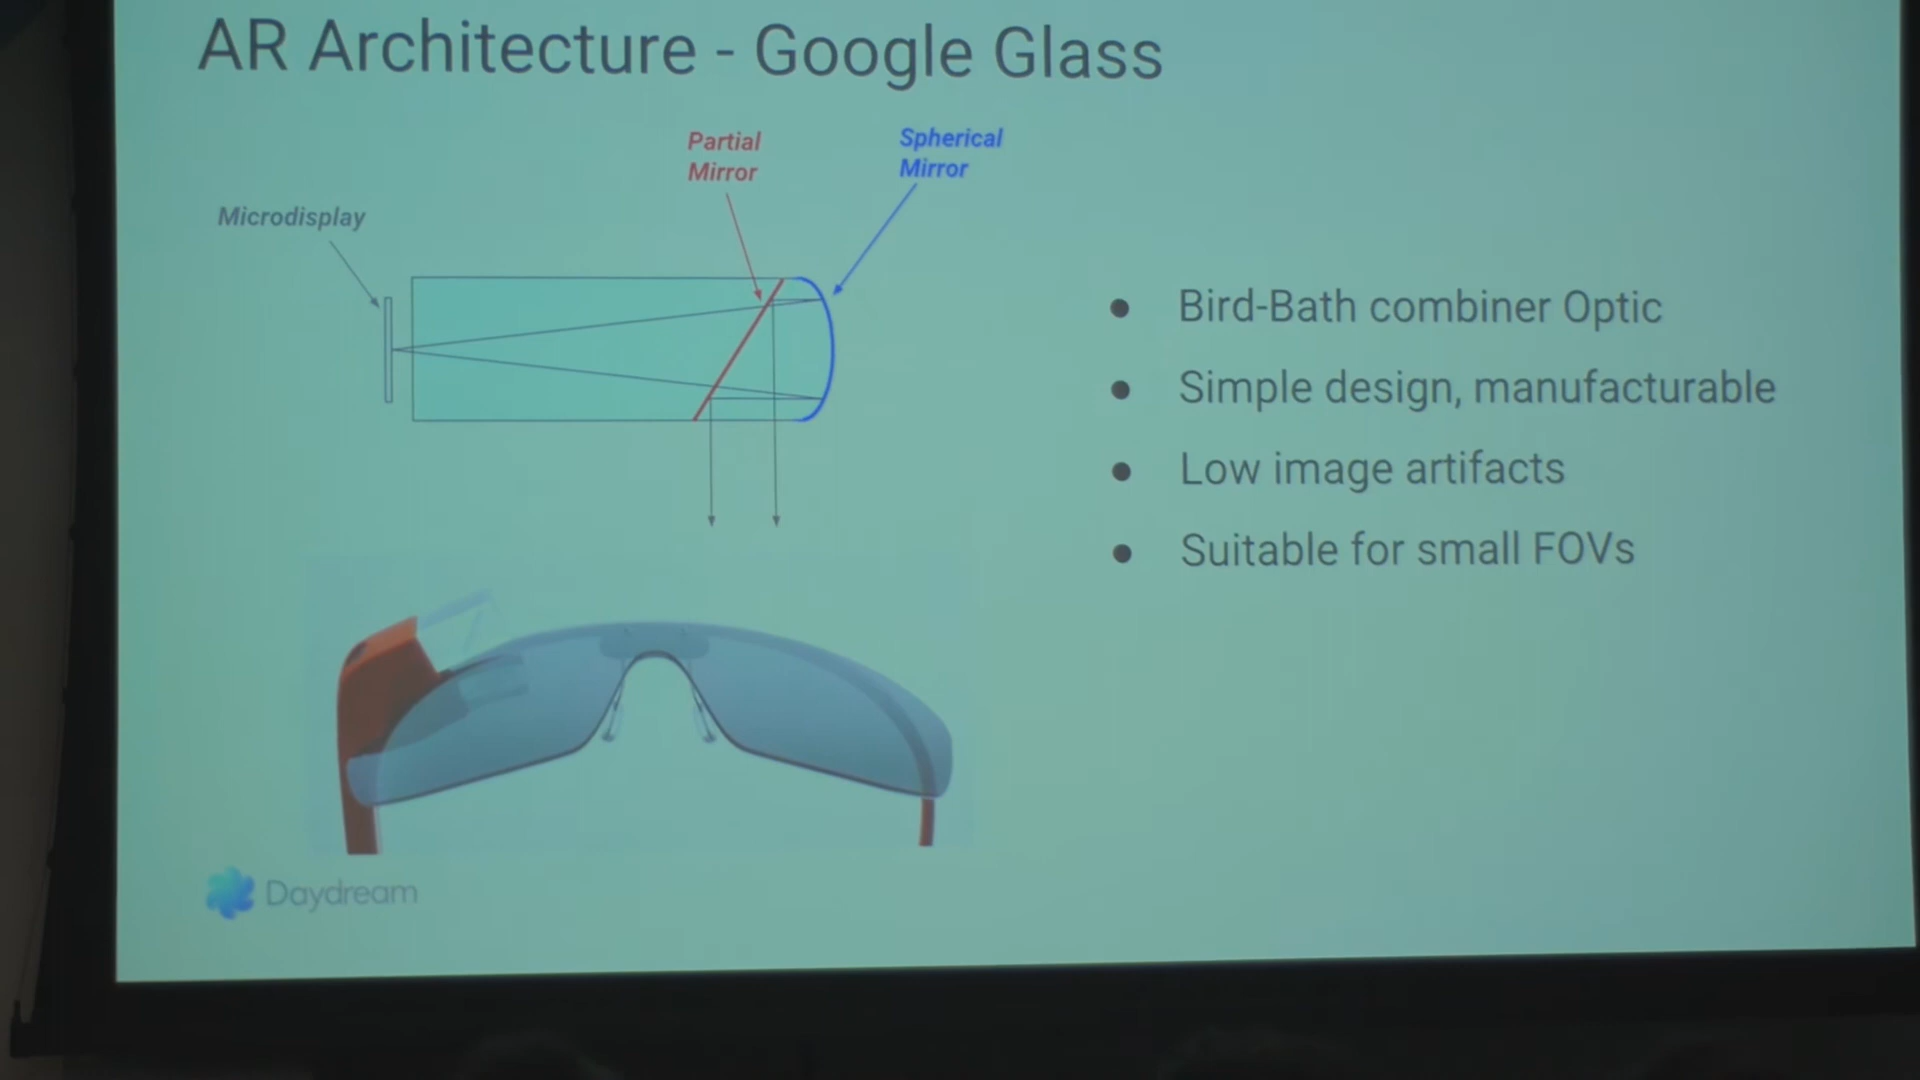 AR Architecture - Google Glass
Partial
Mirror
Spherical
Mirror
Microdisplay
Bird-Bath combiner Optic
Simple design, manufacturable
Low image artifacts
Suitable for small FOVs
Daydream